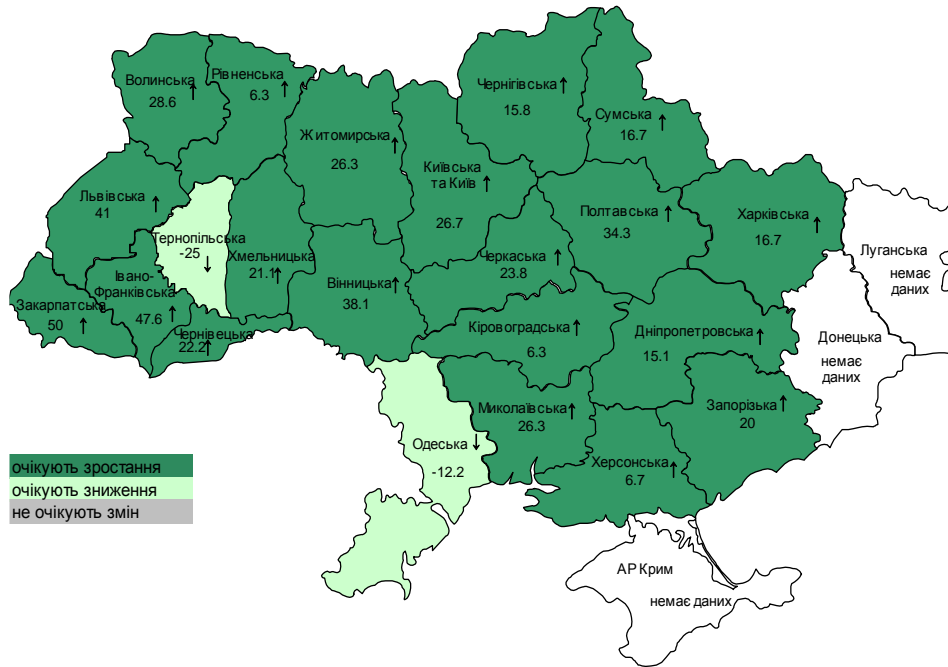 Волинська
28.6
Рівненська
6.3
Житомирська
26.3
Київська
та Київ
26.7
Чернігівська
15.8
Сумська
16.7
Львівська
41
Тернопільська
-25
Хмельницька
21.1
Вінницька
38.1
Черкаська
23.8
Полтавська
34.3
Харківська
16.7
Луганська
немає
даних
Закарпатська
50
Івано-
Франківська
47.6
Чернівецька
22.2
Кіровоградська
6.3
Дніпропетровська
15.1
Донецька
немає
даних
Одеська
-12.2
Миколаївська
26.3
Запорізька
20
Херсонська
6.7
АР Крим
немає даних
очікують зростання
очікують зниження
не очікують змін